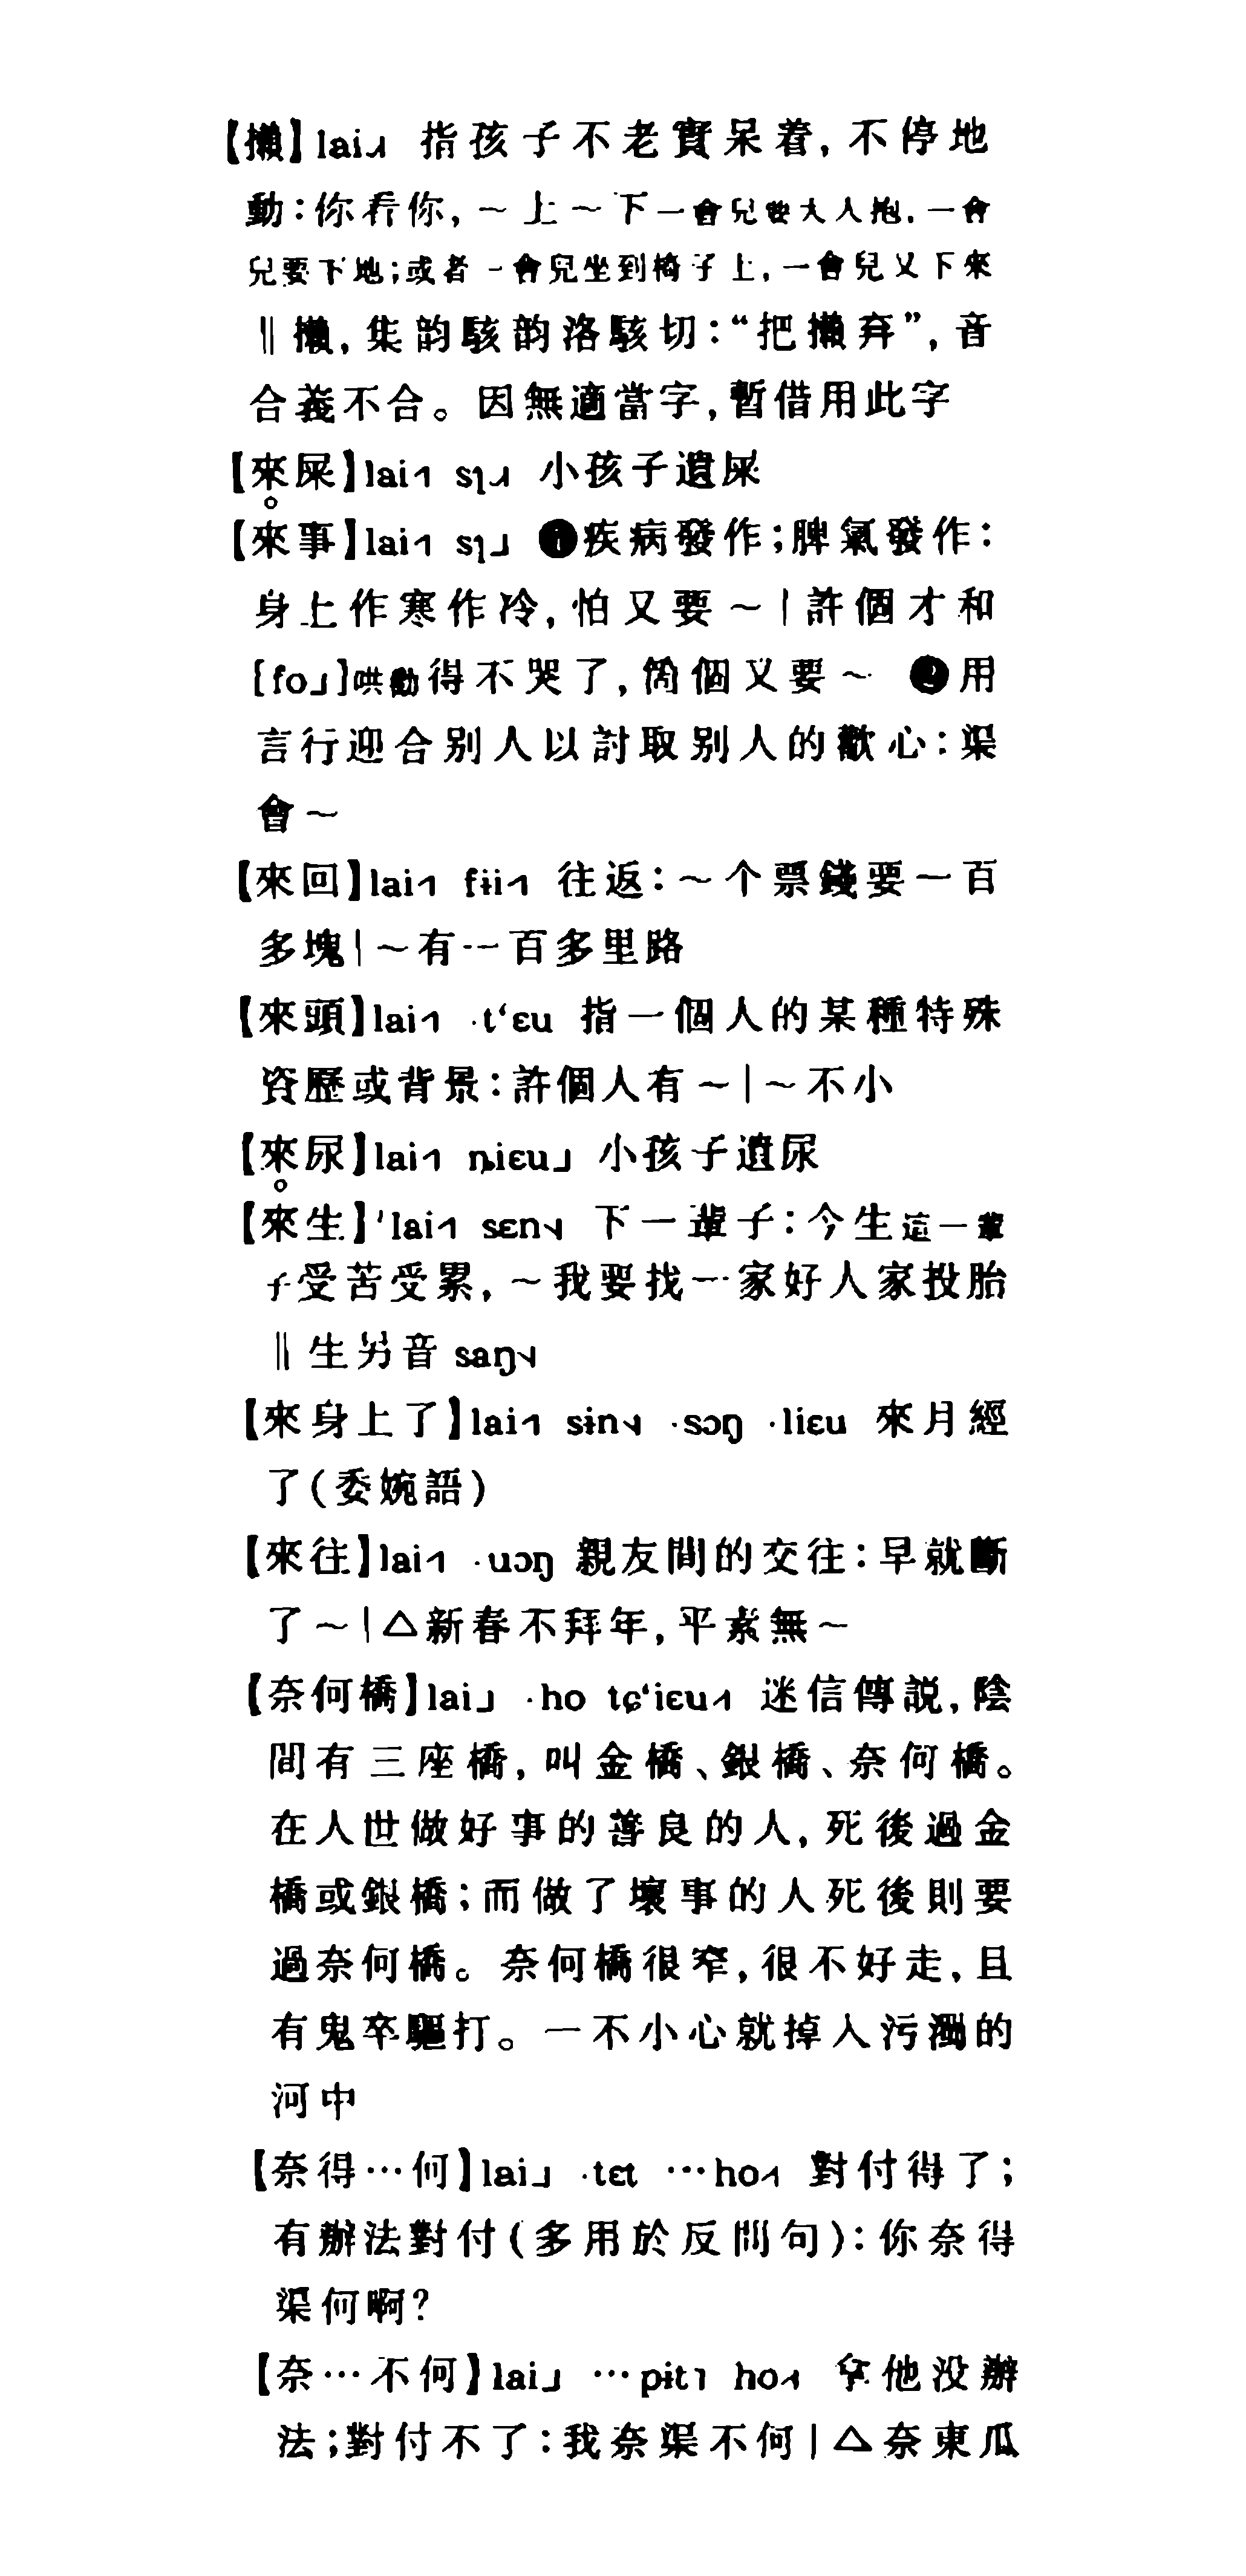 【攋】lai˩˧ 指孩子不老實呆着,不停地
動:你看你,～上～下一會兒要大人抱,一會
兒要下地;或者一會兒坐到椅子上,一會兒又下來
‖攋,集韵駭韵洛駭切:“把攋弃”,音
合義不合。因無適當字,暫借用此字
【來屎】lai˧˥ sɿ˩˧ 小孩子遺屎
【來事】lai˧˥ sɿ˩ ❶疾病發作;脾氣發作:
身上作寒作冷,怕又要～|許個才和
[fo˩]哄勸得不哭了,箇個又要～ ❷用
言行迎合别人以討取别人的歡心:渠
會～
【來回】lai˧˥ fɨi˧˥ 往返:～个票錢要一百
多塊|～有一百多里路
【來頭】lai˧˥ ·tʻɛu 指一個人的某種特殊
資歷或背景:許個人有～|～不小
【來尿】lai˧˥ ȵiɛu˩ 小孩子遺尿
【來生】'lai˧˥ sɛn˨˧ 下一輩子:今生這一輩
子受苦受累,～我要找一家好人家投胎
‖生另音 saŋ˨˧
【來身上了】lai˧˥ sɨn˨˧ ·sɔŋ ·liɛu 來月經
了(委婉語)
【來往】lai˧˥ ·uɔŋ 親友間的交往:早就斷
了～|△新春不拜年,平素無～
【奈何橋】lai˩ ·ho tɕʻiɛu˧˥ 迷信傳説,陰
間有三座橋,叫金橋、銀橋、奈何橋。
在人世做好事的善良的人,死後過金
橋或銀橋;而做了壞事的人死後則要
過奈何橋。奈何橋很窄,很不好走,且
有鬼卒驅打。一不小心就掉入污濁的
河中
【奈得…何】lai˩ ·tɛt …ho˧˥ 對付得了;
有辦法對付(多用於反問句):你奈得
渠何啊?
【奈…不何】lai˩ …pɨt˥ ho˧˥ 拿他没辦
法;對付不了:我奈渠不何|△奈東瓜